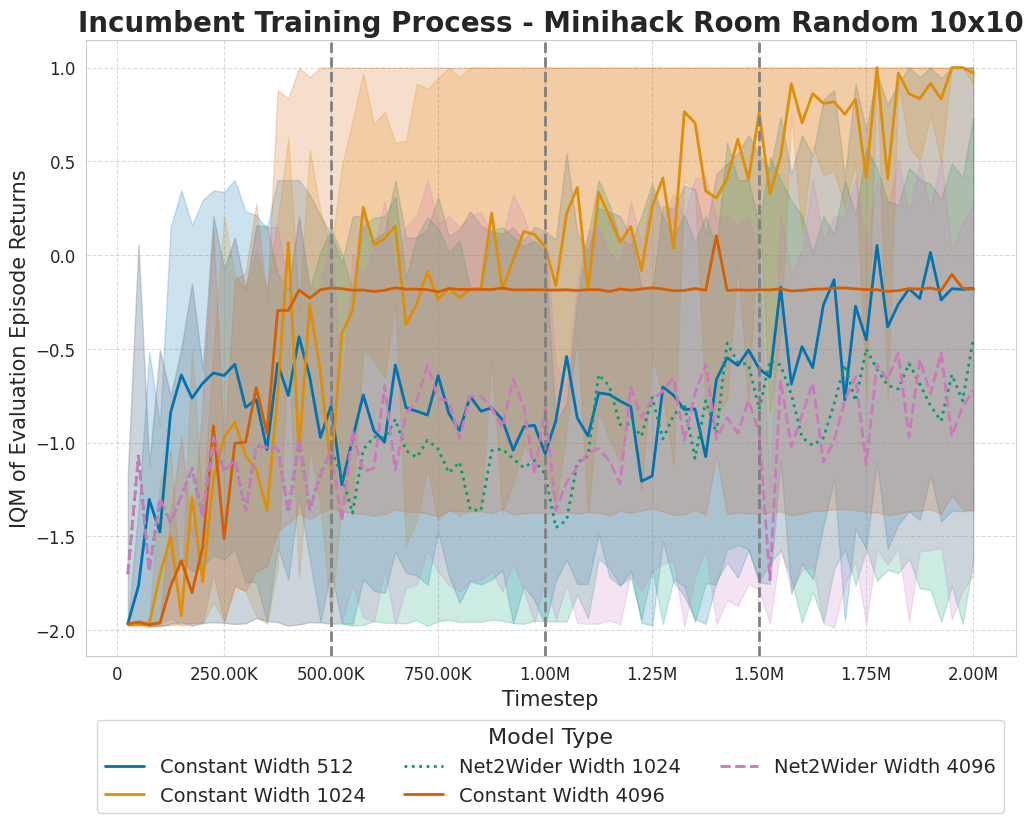 Incumbent Training Process - Minihack Room Random 10x10
IQM of Evaluation Episode Returns
1.0
0.5
0.0
−0.5
−1.0
−1.5
−2.0
0 250.00K 500.00K 750.00K 1.00M 1.25M 1.50M 1.75M 2.00M
Timestep
Model Type
Constant Width 512 Net2Wider Width 1024 Net2Wider Width 4096
Constant Width 1024 Constant Width 4096